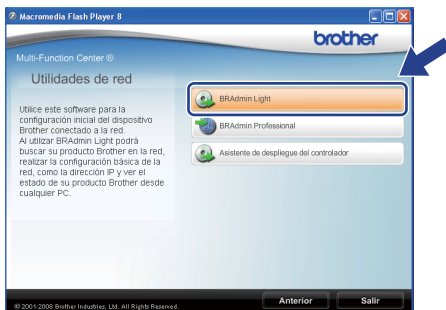 Macromedia Flash Player 8
brother
Multi-Function Center ®
Utilidades de red
Utilice este software para la
configuración inicial del dispositivo
Brother conectado a la red.
Al utilizar BRAdmin Light podrá
buscar su producto Brother en la red,
realizar la configuración básica de la
red, como la dirección IP y ver el
estado de su producto Brother desde
cualquier PC.
BRAdmin Light
BRAdmin Professional
Asistente de despliegue del controlador
© 2001-2008 Brother Industries, Ltd. All Rights Reserved.
Anterior
Salir